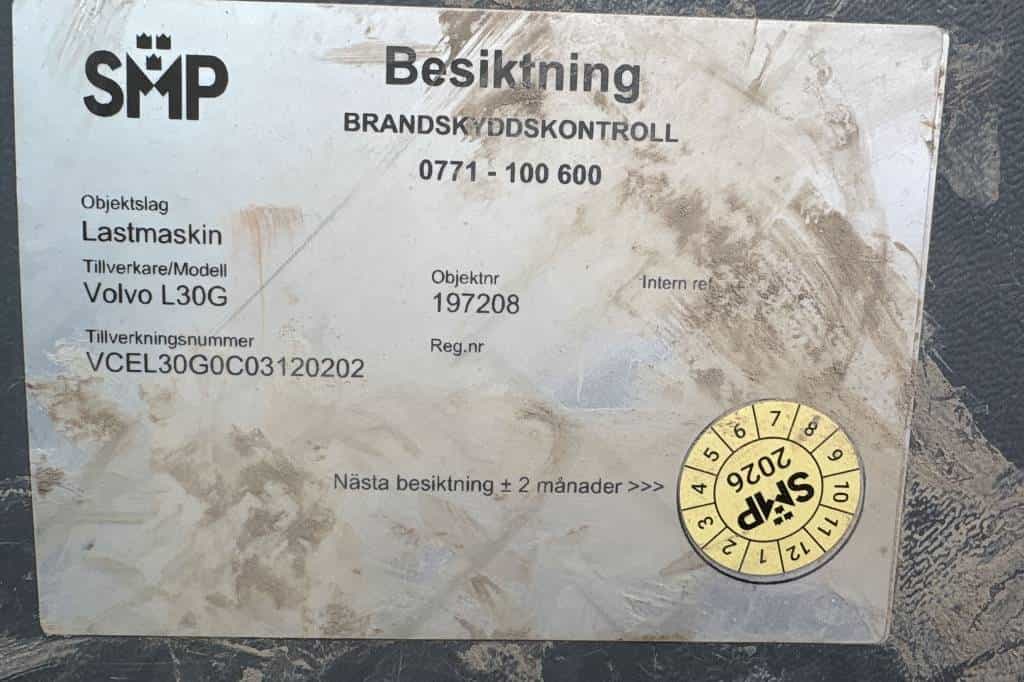 SMP
Besiktning
BRANDSKYDDSKONTROLL
0771 - 100 600
Objektslag
Lastmaskin
Tillverkare/Modell
Volvo L30G
Objektnr
197208
Intern ref
Tillverkningsnummer
VCEL30G0C03120202
Reg.nr
Nästa besiktning ± 2 månader >>>
1 2 3 4 5 6 7 8 9 10 11 12
SMP
2026